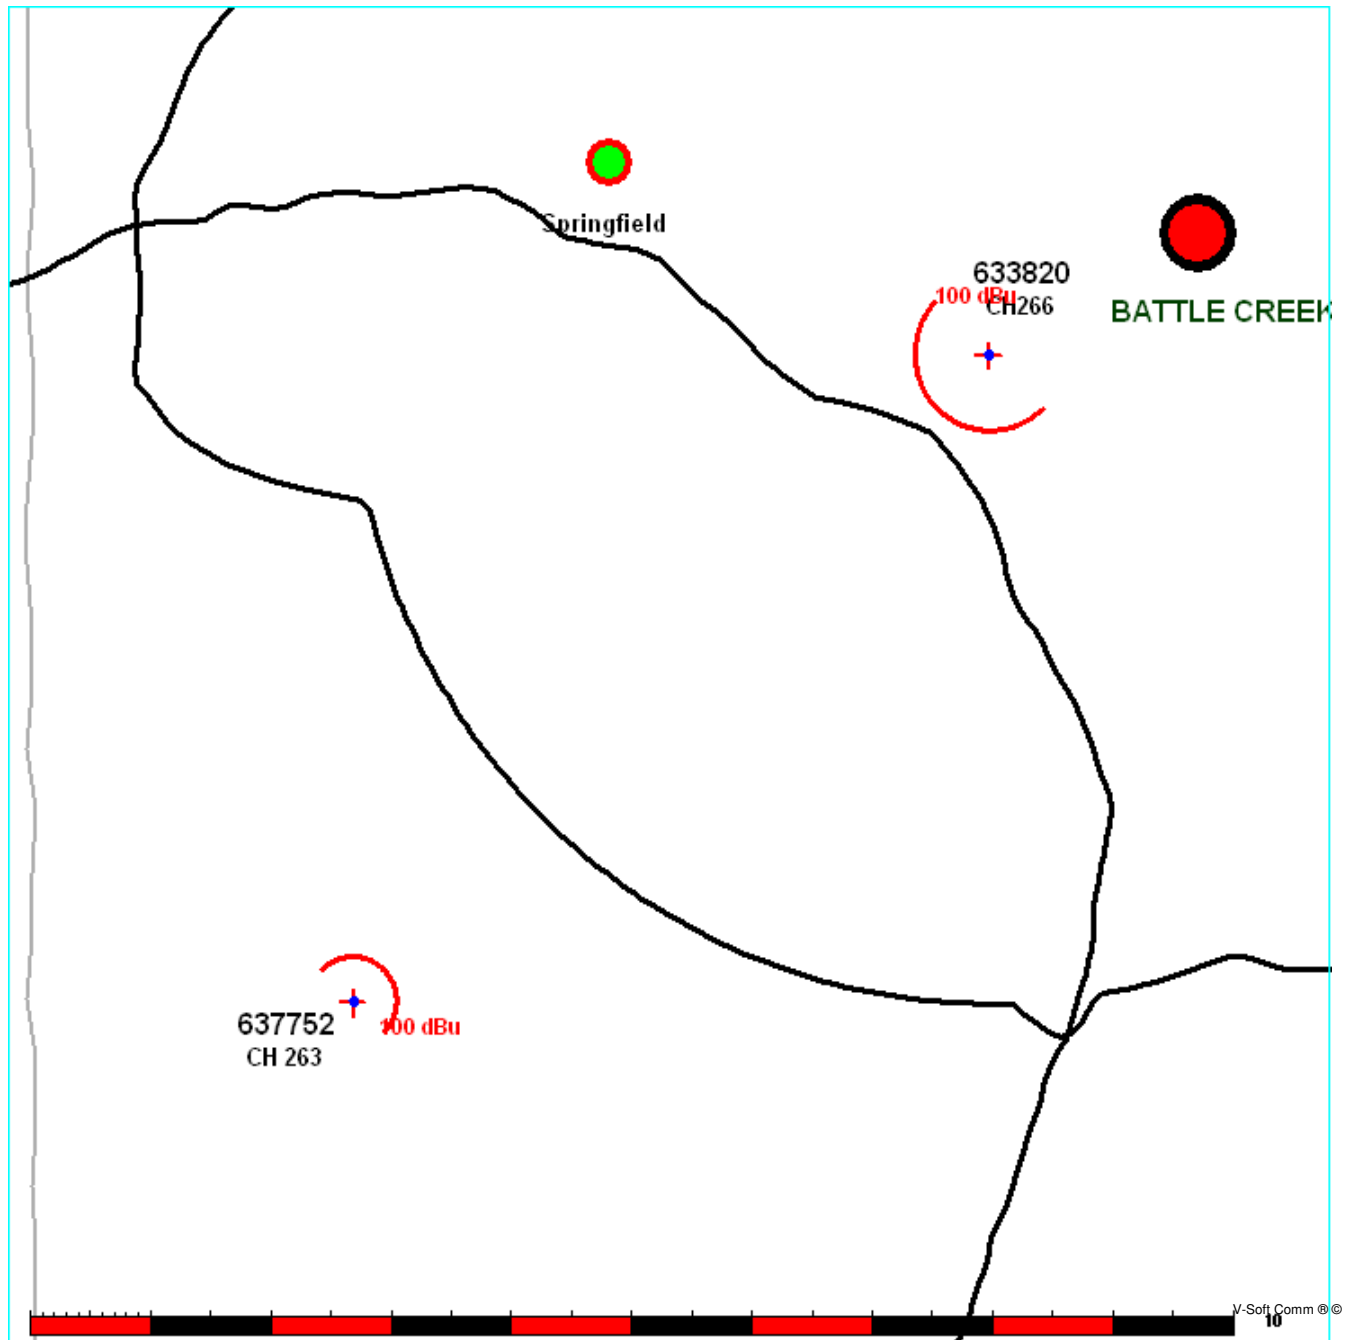 Springfield
633820
100 dBu
CH266
BATTLE CREEK
637752
100 dBu
CH 263
V-Soft Comm ® ©
10